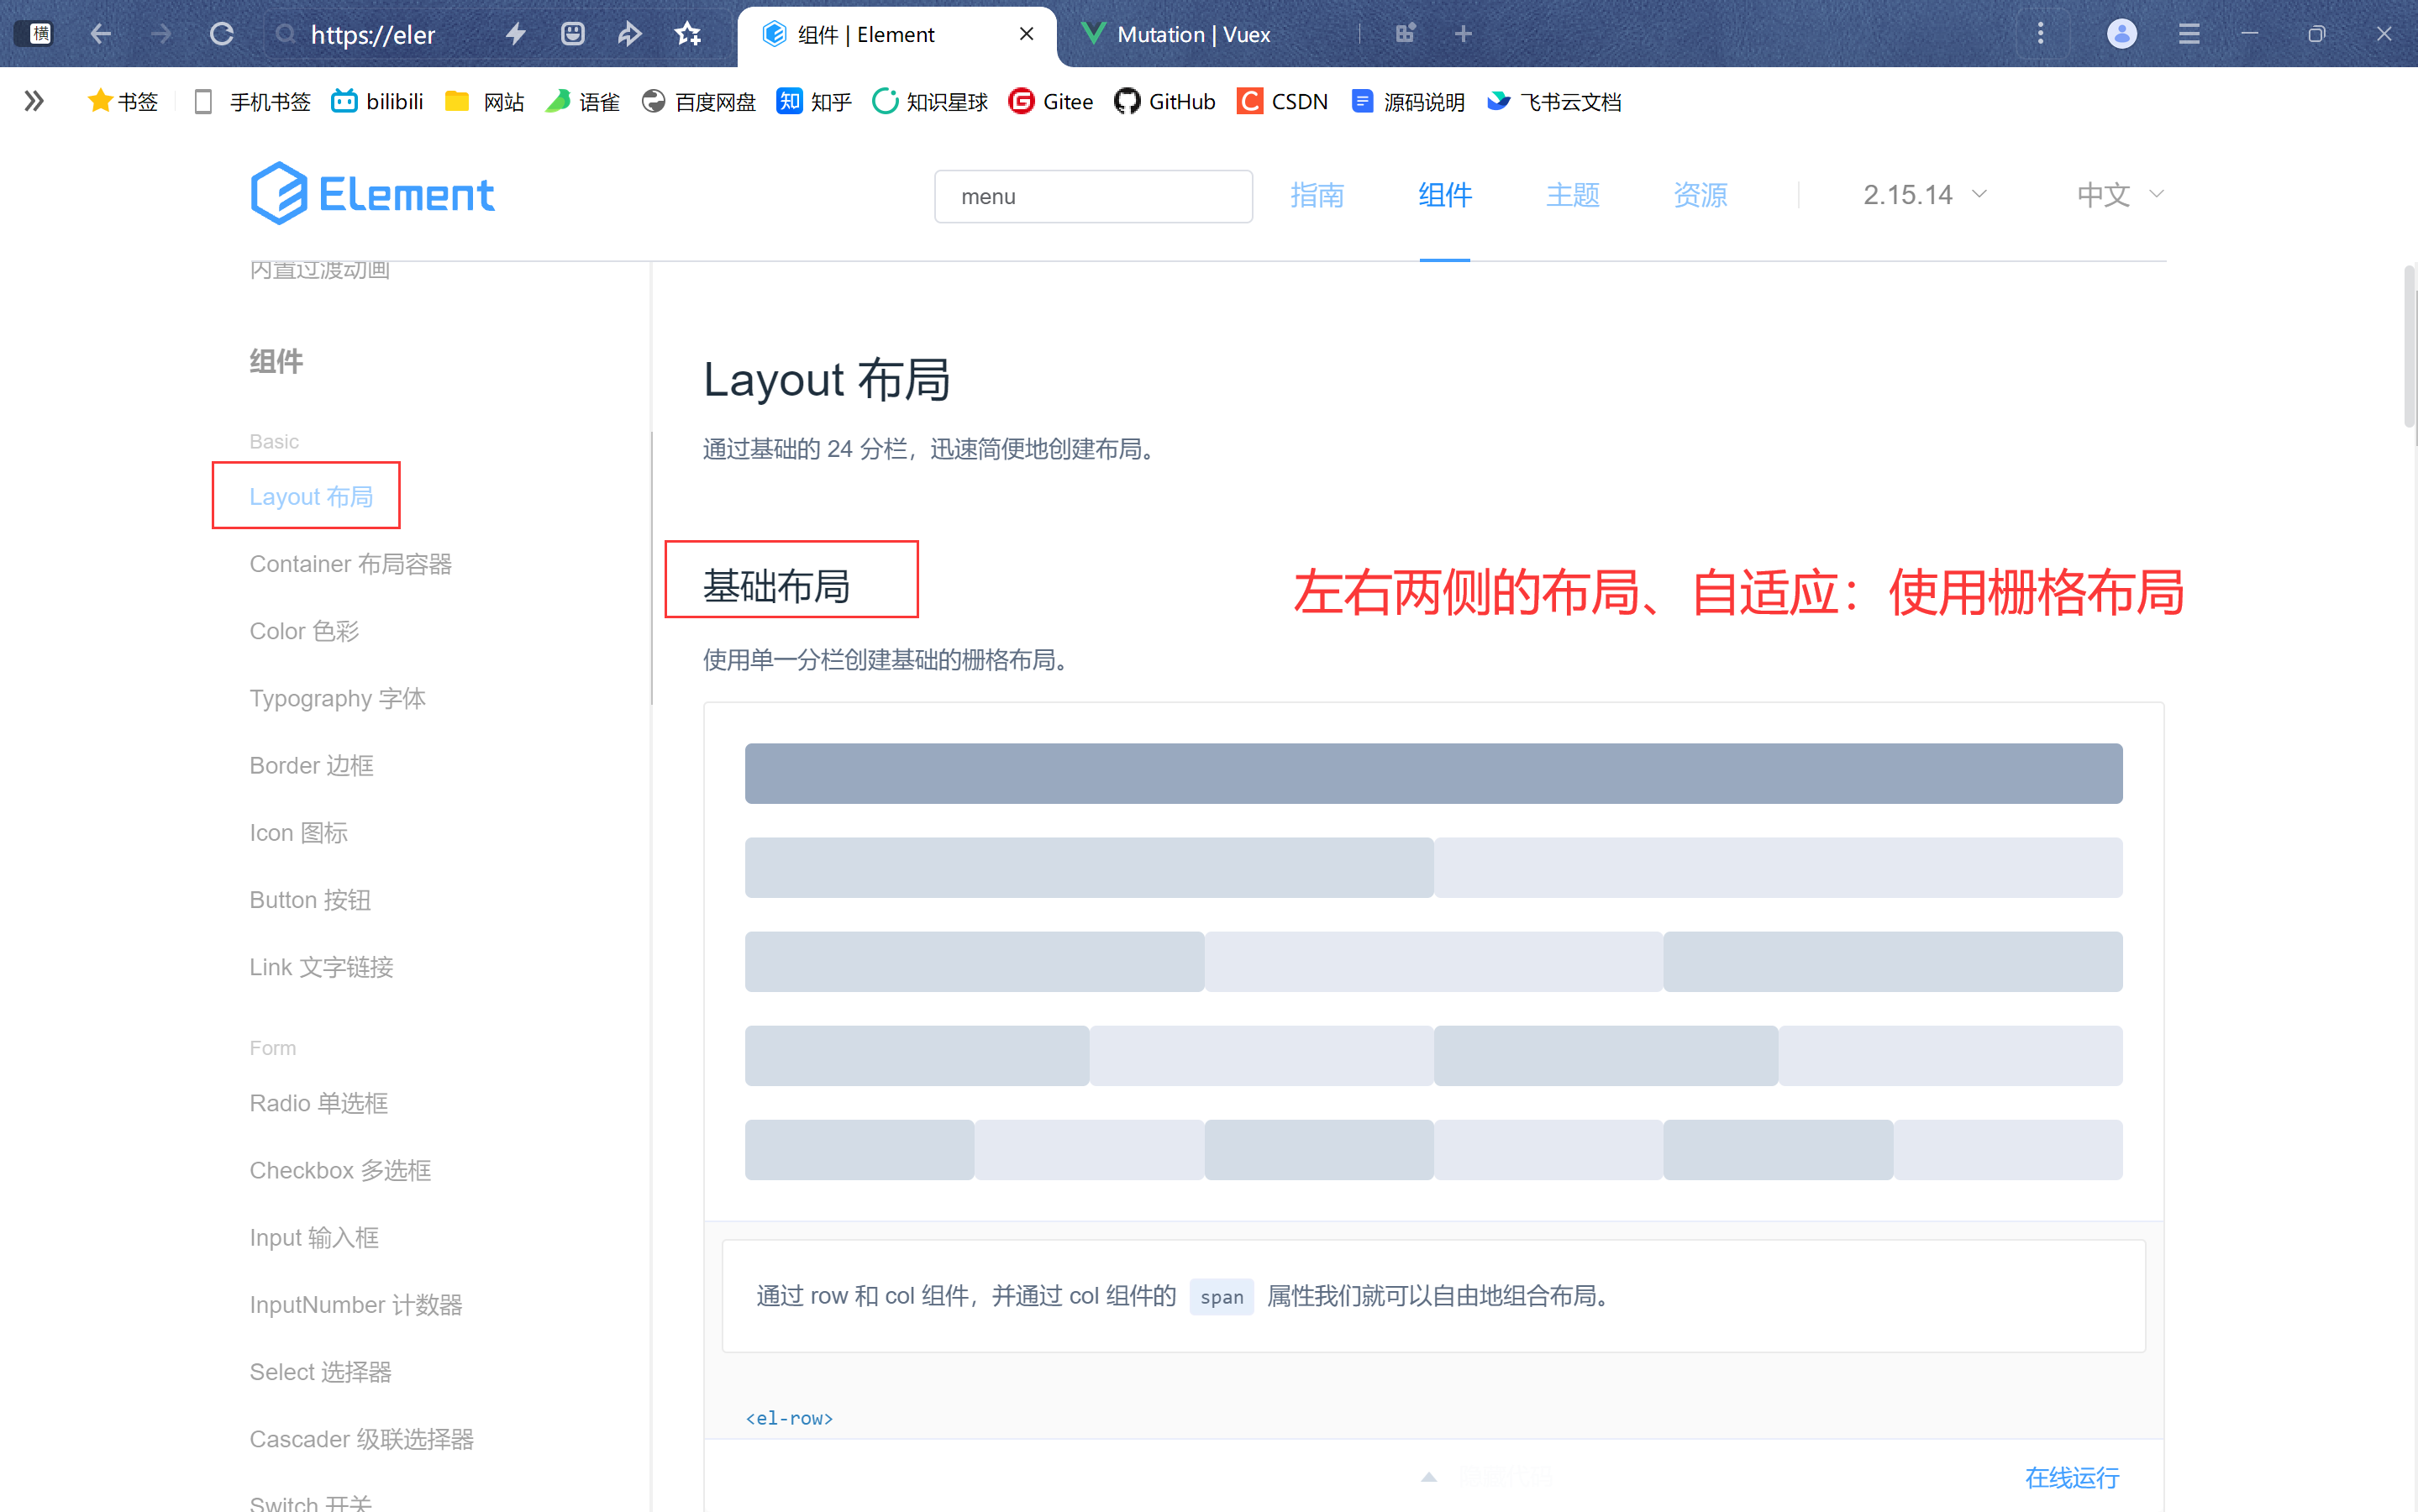 横
https://eler
组件 | Element
Mutation | Vuex
书签
手机书签
bilibili
网站
语雀
百度网盘
知 知乎
知识星球
Gitee
GitHub
CSDN
源码说明
飞书云文档
Element
menu
指南
组件
主题
资源
2.15.14
中文
内置过渡动画
组件
Basic
Layout 布局
Container 布局容器
Color 色彩
Typography 字体
Border 边框
Icon 图标
Button 按钮
Link 文字链接
Form
Radio 单选框
Checkbox 多选框
Input 输入框
InputNumber 计数器
Select 选择器
Cascader 级联选择器
Switch 开关
Layout 布局
通过基础的 24 分栏，迅速简便地创建布局。
基础布局
左右两侧的布局、自适应：使用栅格布局
使用单一分栏创建基础的栅格布局。
通过 row 和 col 组件，并通过 col 组件的 span 属性我们就可以自由地组合布局。
<el-row>
在线运行